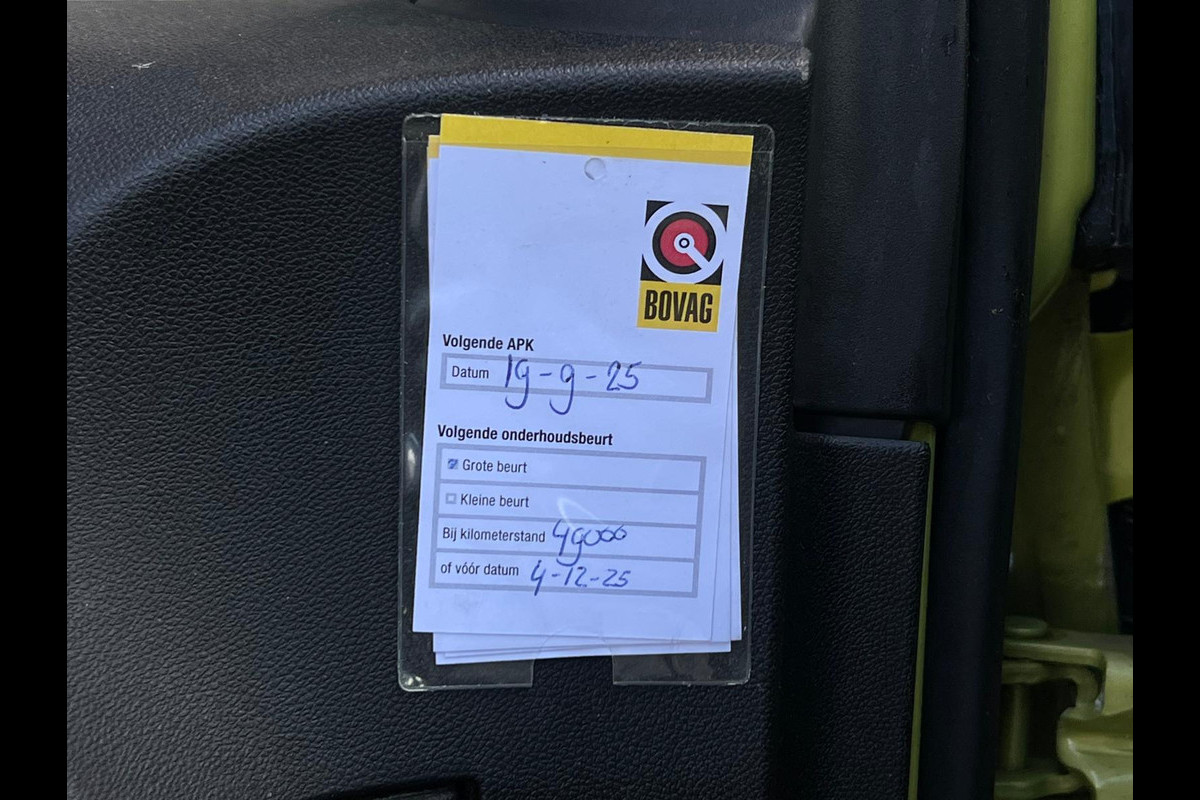 BOVAG
Volgende APK
Datum 19-9-25
Volgende onderhoudsbeurt
Grote beurt
Kleine beurt
Bij kilometerstand 49000
of vóór datum 4-12-25